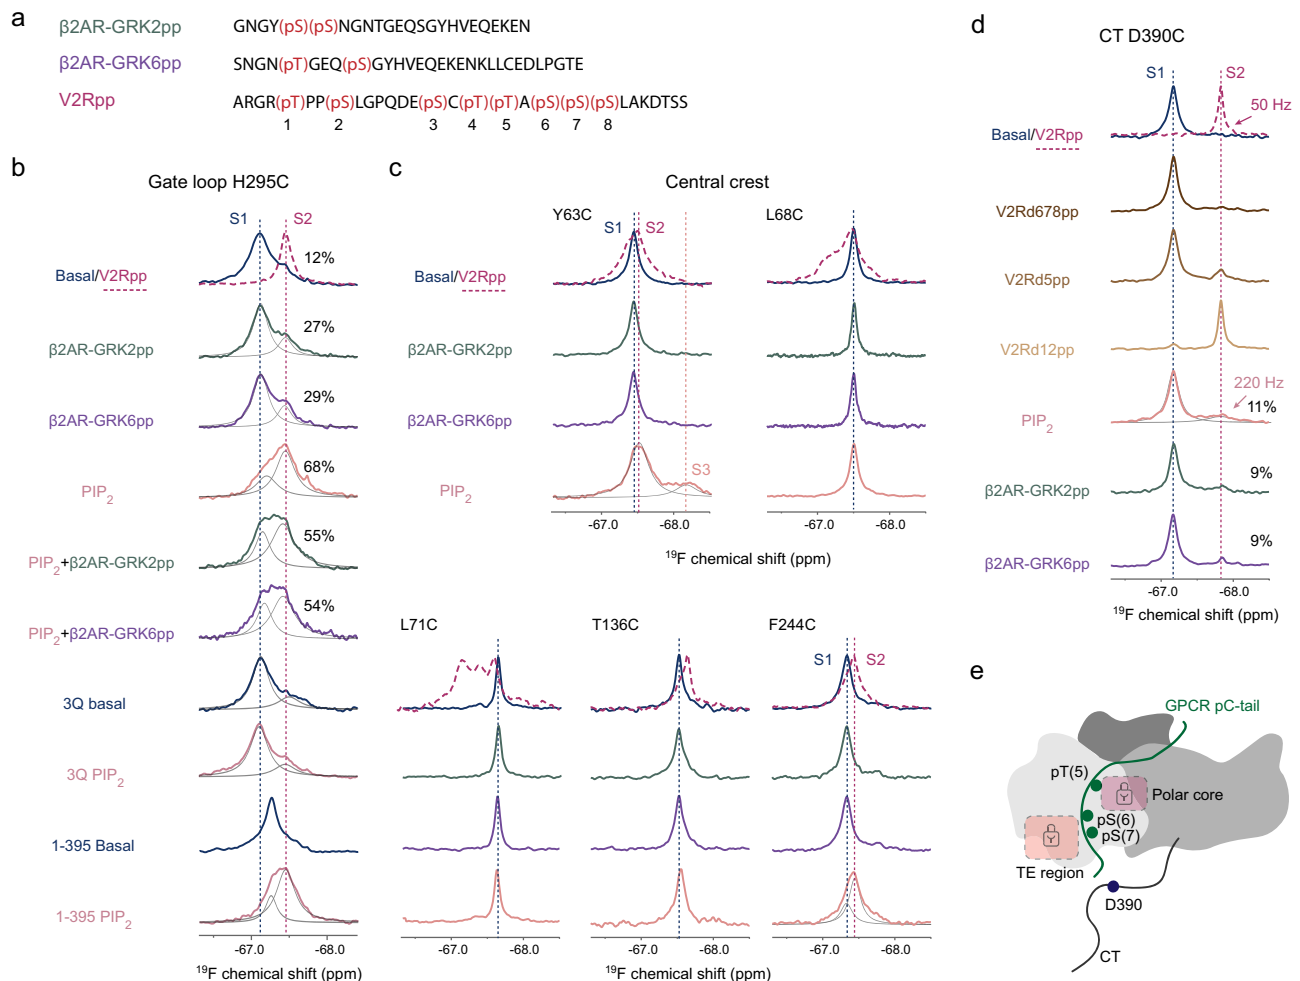 a
β2AR-GRK2pp GNGY(pS)(pS)NGNTGEQSGYHVEQEKEN
β2AR-GRK6pp SNGN(pT)GEQ(pS)GYHVEQEKENKLLCEDLPGTE
V2Rpp ARGR(pT)PP(pS)LGPQDE(pS)C(pT)(pT)A(pS)(pS)(pS)LAKDTSS
1 2 3 4 5 6 7 8
b
Gate loop H295C
S1 S2
Basal/V2Rpp 12%
β2AR-GRK2pp 27%
β2AR-GRK6pp 29%
PIP2 68%
PIP2+β2AR-GRK2pp 55%
PIP2+β2AR-GRK6pp 54%
3Q basal
3Q PIP2
1-395 Basal
1-395 PIP2
-67.0 -68.0
19F chemical shift (ppm)
c
Central crest
Y63C L68C
S1 S2
Basal/V2Rpp
β2AR-GRK2pp
β2AR-GRK6pp
PIP2 S3
-67.0 -68.0 -67.0 -68.0
19F chemical shift (ppm)
L71C T136C F244C
S1 S2
-67.0 -68.0 -67.0 -68.0 -67.0 -68.0
19F chemical shift (ppm)
d
CT D390C
S1 S2
50 Hz
Basal/V2Rpp
V2Rd678pp
V2Rd5pp
V2Rd12pp
220 Hz
PIP2 11%
β2AR-GRK2pp 9%
β2AR-GRK6pp 9%
-67.0 -68.0
19F chemical shift (ppm)
e
GPCR pC-tail
pT(5)
Polar core
pS(6)
pS(7)
TE region
D390
CT